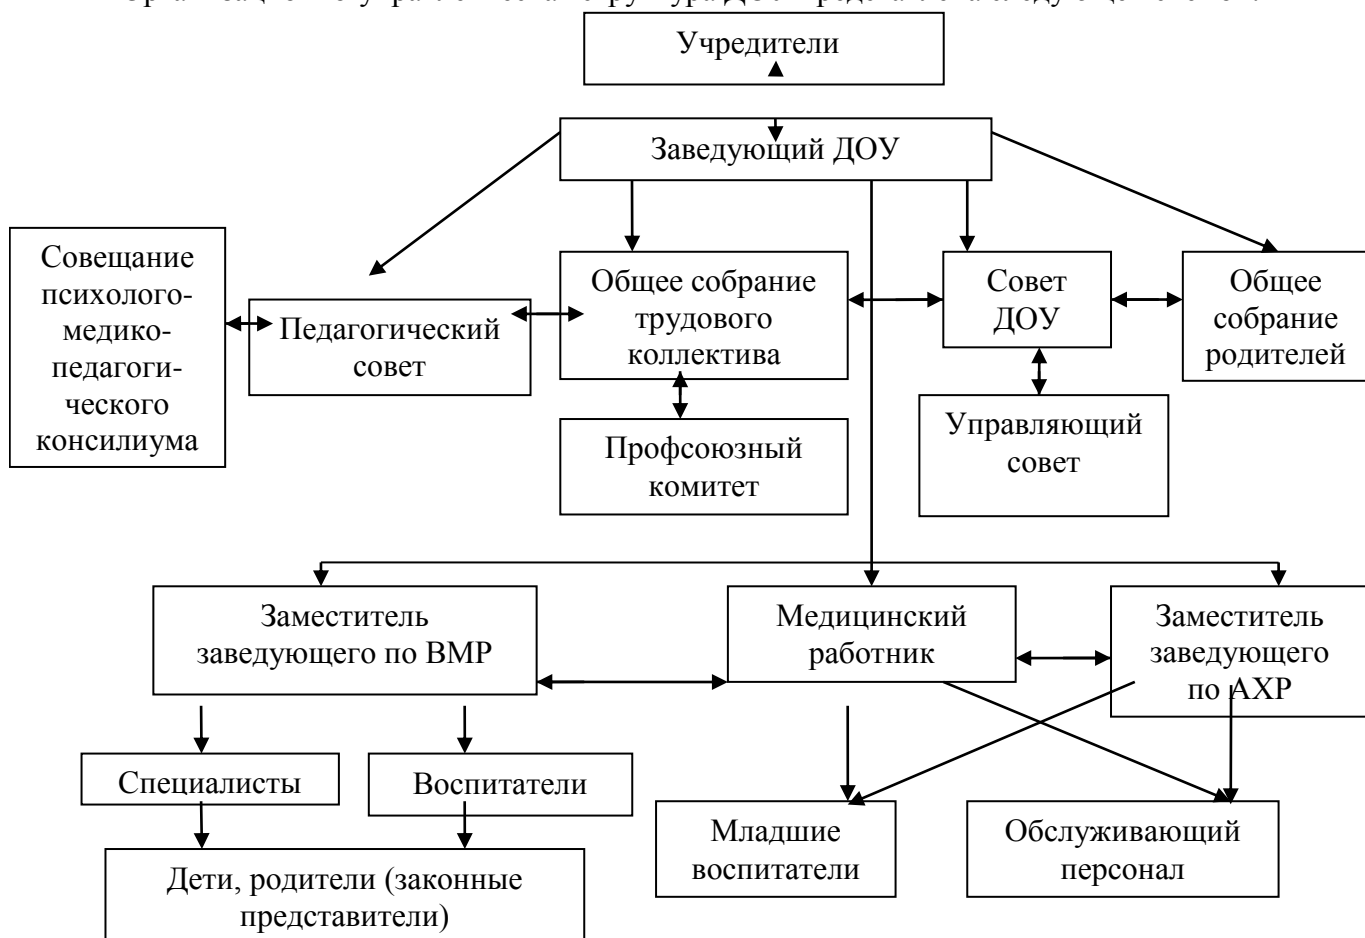 Учредители
Заведующий ДОУ
Совещание
психолого-
медико-
педагоги-
ческого
консилиума
Педагогический
совет
Общее собрание
трудового
коллектива
Совет
ДОУ
Общее
собрание
родителей
Профсоюзный
комитет
Управляющий
совет
Заместитель
заведующего по ВМР
Медицинский
работник
Заместитель
заведующего
по АХР
Специалисты
Воспитатели
Младшие
воспитатели
Обслуживающий
персонал
Дети, родители (законные
представители)